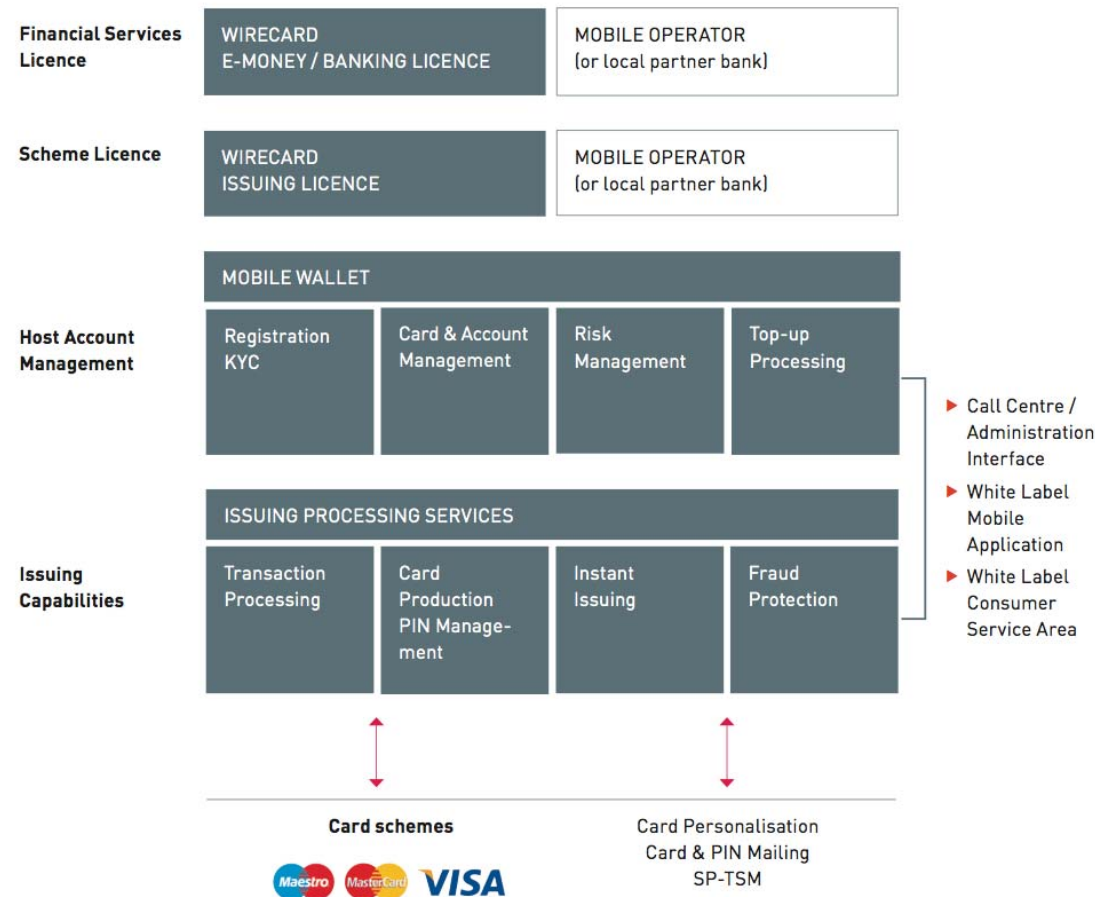 Financial Services
Licence
WIRECARD
E-MONEY / BANKING LICENCE
MOBILE OPERATOR
(or local partner bank)
Scheme Licence
WIRECARD
ISSUING LICENCE
MOBILE OPERATOR
(or local partner bank)
MOBILE WALLET
Host Account
Management
Registration
KYC
Card & Account
Management
Risk
Management
Top-up
Processing
Call Centre /
Administration
Interface
White Label
Mobile
Application
White Label
Consumer
Service Area
ISSUING PROCESSING SERVICES
Issuing
Capabilities
Transaction
Processing
Card
Production
PIN Manage-
ment
Instant
Issuing
Fraud
Protection
Card schemes
Maestro
MasterCard
VISA
Card Personalisation
Card & PIN Mailing
SP-TSM